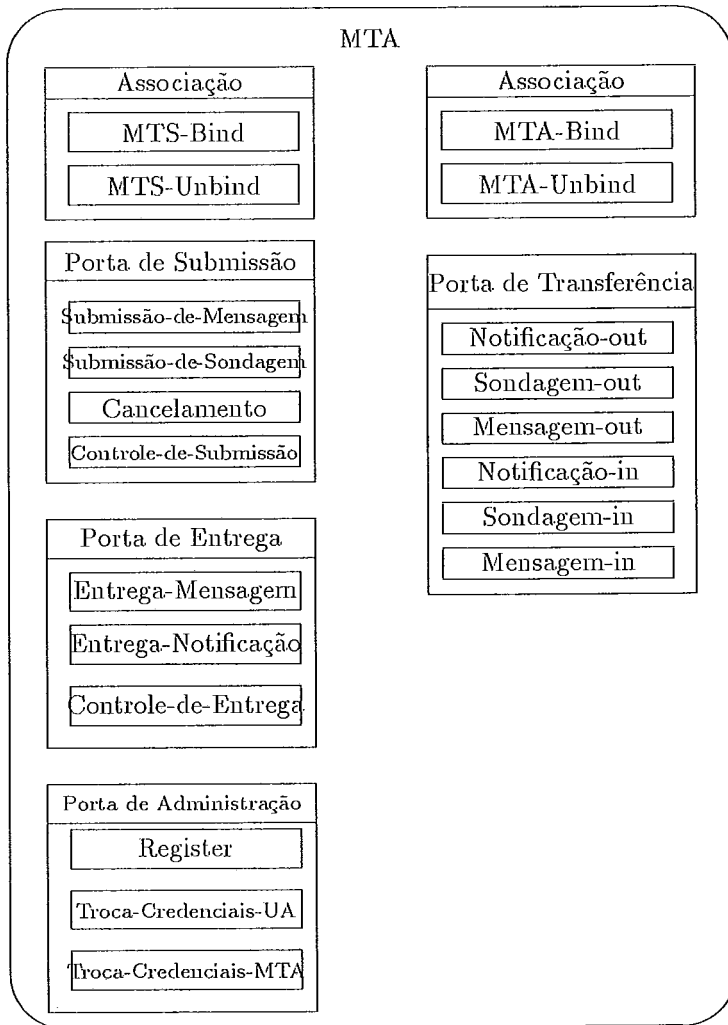 MTA
Associação
MTS-Bind
MTS-Unbind
Porta de Submissão
Submissão-de-Mensagem
Submissão-de-Sondagem
Cancelamento
Controle-de-Submissão
Porta de Entrega
Entrega-Mensagem
Entrega-Notificação
Controle-de-Entrega
Porta de Administração
Register
Troca-Credenciais-UA
Troca-Credenciais-MTA
Associação
MTA-Bind
MTA-Unbind
Porta de Transferência
Notificação-out
Sondagem-out
Mensagem-out
Notificação-in
Sondagem-in
Mensagem-in